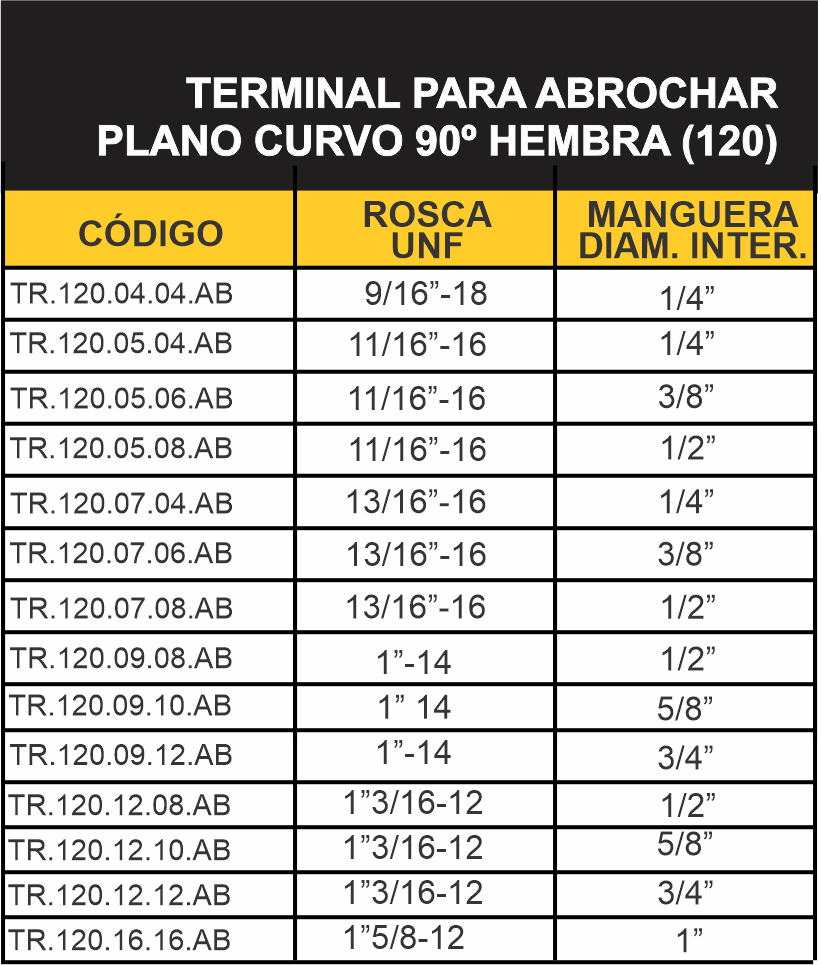 TERMINAL PARA ABROCHAR
PLANO CURVO 90º HEMBRA (120)
CÓDIGO ROSCA UNF MANGUERA DIAM. INTER.
TR.120.04.04.AB 9/16”-18 1/4”
TR.120.05.04.AB 11/16”-16 1/4”
TR.120.05.06.AB 11/16”-16 3/8”
TR.120.05.08.AB 11/16”-16 1/2”
TR.120.07.04.AB 13/16”-16 1/4”
TR.120.07.06.AB 13/16”-16 3/8”
TR.120.07.08.AB 13/16”-16 1/2”
TR.120.09.08.AB 1”-14 1/2”
TR.120.09.10.AB 1” 14 5/8”
TR.120.09.12.AB 1”-14 3/4”
TR.120.12.08.AB 1”3/16-12 1/2”
TR.120.12.10.AB 1”3/16-12 5/8”
TR.120.12.12.AB 1”3/16-12 3/4”
TR.120.16.16.AB 1”5/8-12 1”